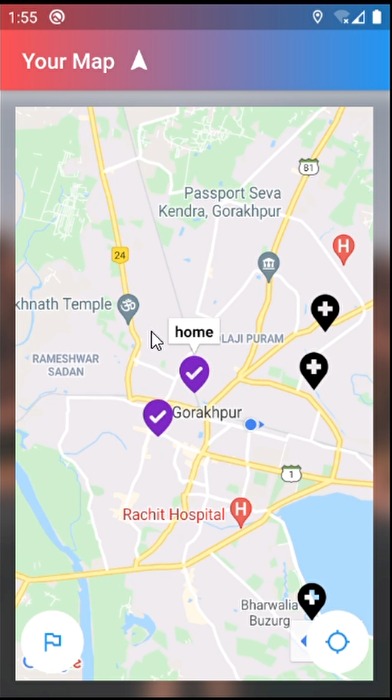 1:55
Your Map
81
Passport Seva
Kendra, Gorakhpur
H
24
khnath Temple
home
LAJI PURAM
RAMESHWAR
SADAN
Gorakhpur
1
Rachit Hospital
H
Bharwalia
Buzurg